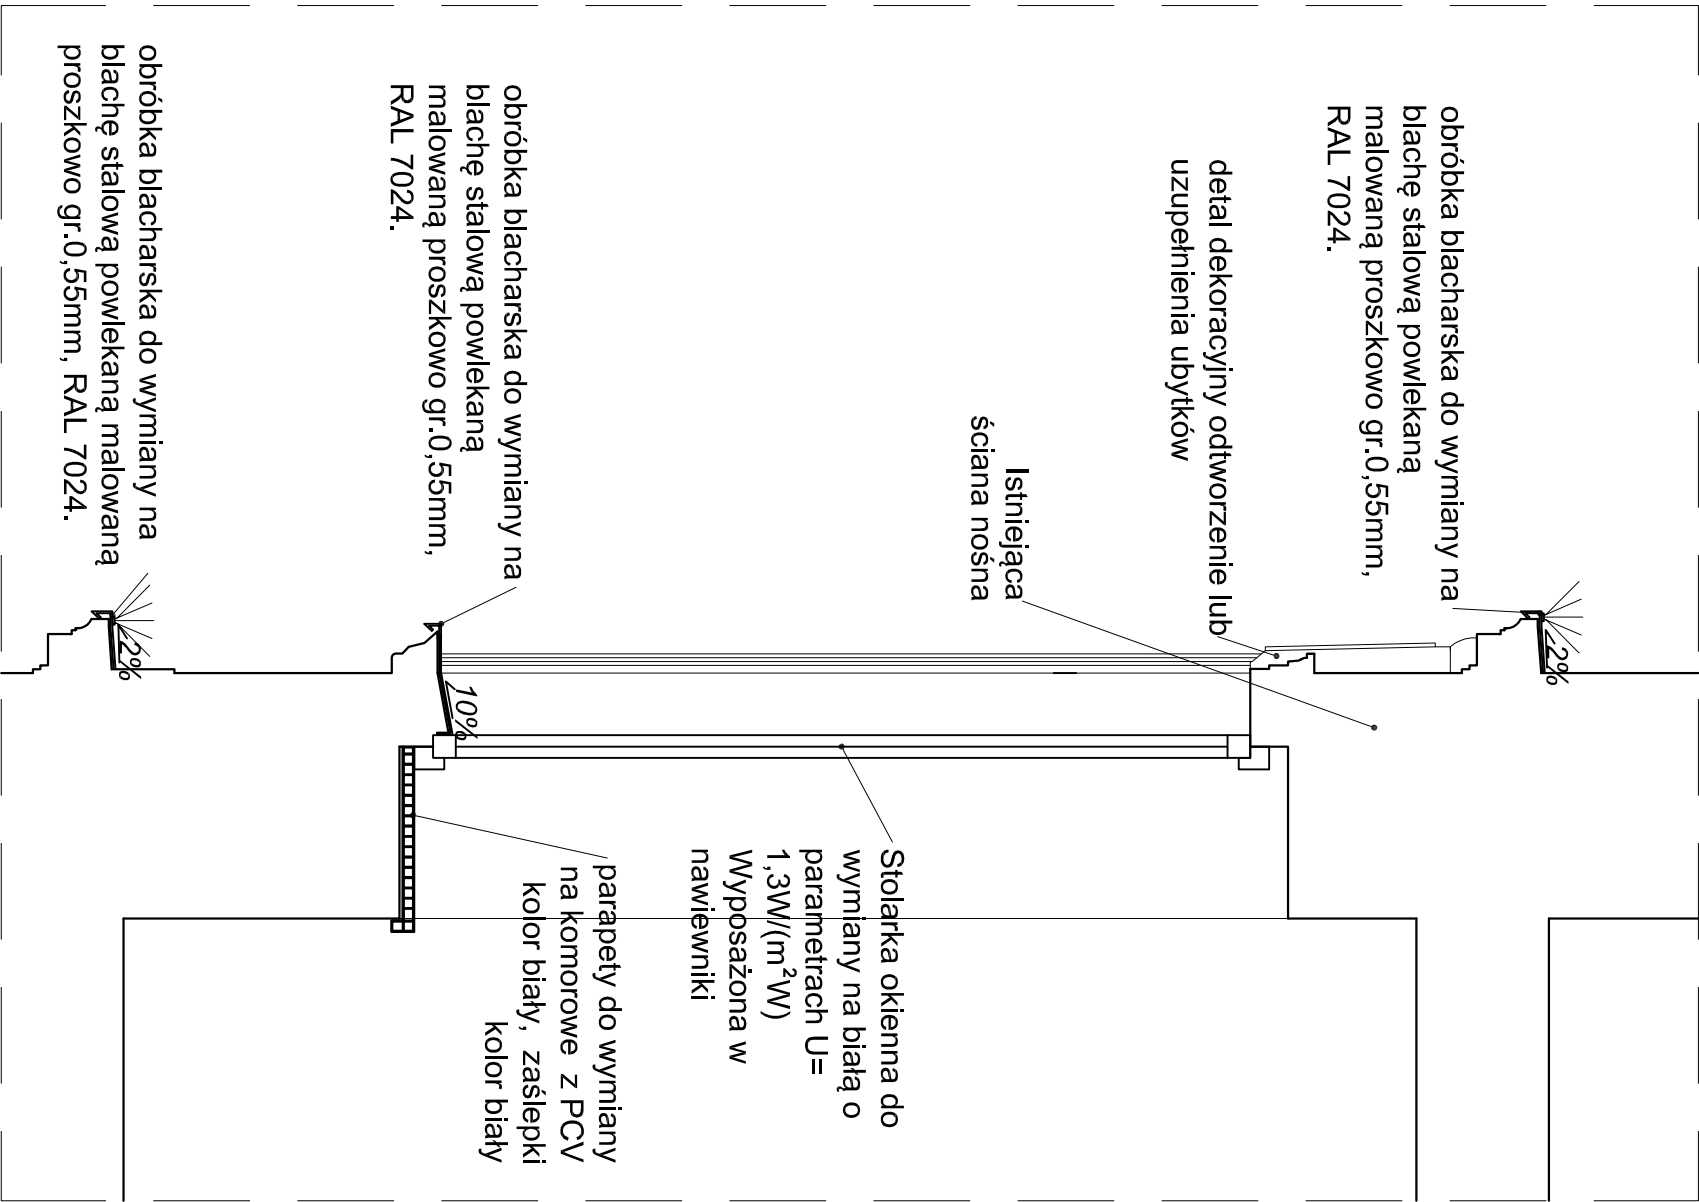 obróbka blacharska do wymiany na
blachę stalową powlekaną
malowaną proszkowo gr.0,55mm,
RAL 7024.
2%
detal dekoracyjny odtworzenie lub
uzupełnienia ubytków
Istniejąca
ściana nośna
Stolarka okienna do
wymiany na białą o
parametrach U=
1,3W/(m²W)
Wyposażona w
nawiewniki
obróbka blacharska do wymiany na
blachę stalową powlekaną
malowaną proszkowo gr.0,55mm,
RAL 7024.
10%
parapety do wymiany
na komorowe z PCV
kolor biały, zaślepki
kolor biały
obróbka blacharska do wymiany na
blachę stalową powlekaną malowaną
proszkowo gr.0,55mm, RAL 7024.
2%